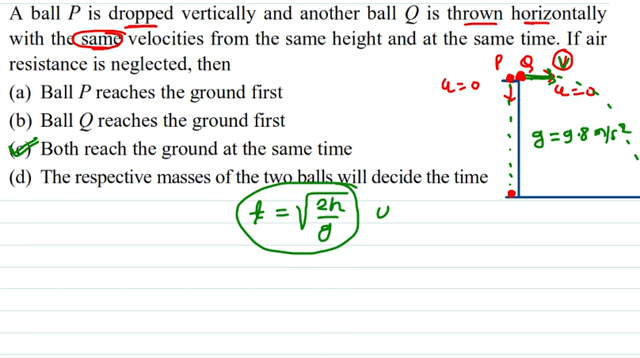 A ball P is dropped vertically and another ball Q is thrown horizontally
with the same velocities from the same height and at the same time. If air
resistance is neglected, then
(a) Ball P reaches the ground first
(b) Ball Q reaches the ground first
(c) Both reach the ground at the same time
(d) The respective masses of the two balls will decide the time
P Q V
u=0 u=0
g=9.8 m/s²
t = √2h/g u